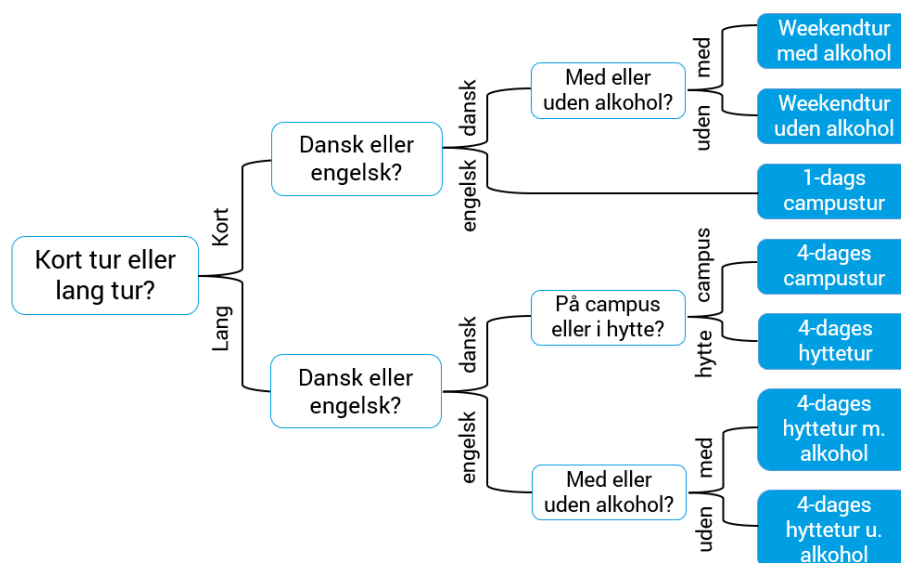 Kort tur eller
lang tur?
Kort
Lang
Dansk eller
engelsk?
dansk
engelsk
Med eller
uden alkohol?
med
uden
Weekendtur
med alkohol
Weekendtur
uden alkohol
1-dags
campustur
Dansk eller
engelsk?
dansk
engelsk
På campus
eller i hytte?
campus
hytte
4-dages
campustur
4-dages
hyttetur
Med eller
uden alkohol?
med
uden
4-dages
hyttetur m.
alkohol
4-dages
hyttetur u.
alkohol